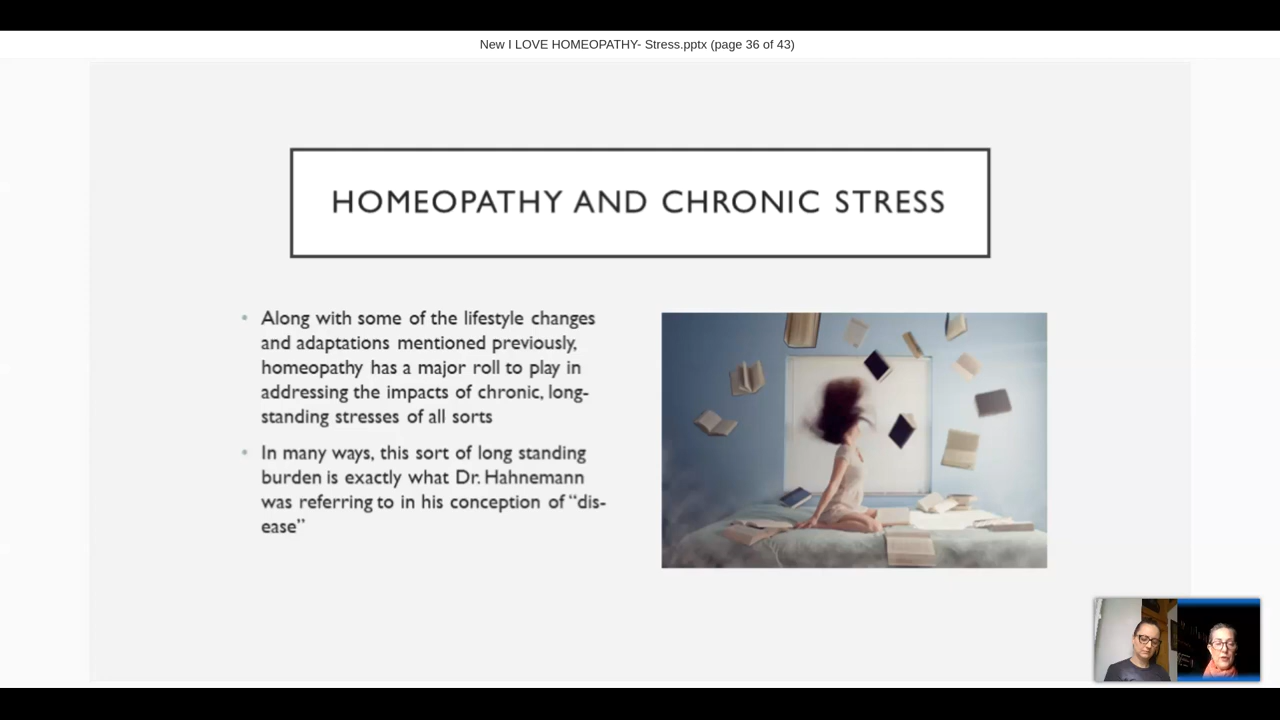 New I LOVE HOMEOPATHY- Stress.pptx (page 36 of 43)
HOMEOPATHY AND CHRONIC STRESS
• Along with some of the lifestyle changes
and adaptations mentioned previously,
homeopathy has a major roll to play in
addressing the impacts of chronic, long-
standing stresses of all sorts
• In many ways, this sort of long standing
burden is exactly what Dr. Hahnemann
was referring to in his conception of “dis-
ease”